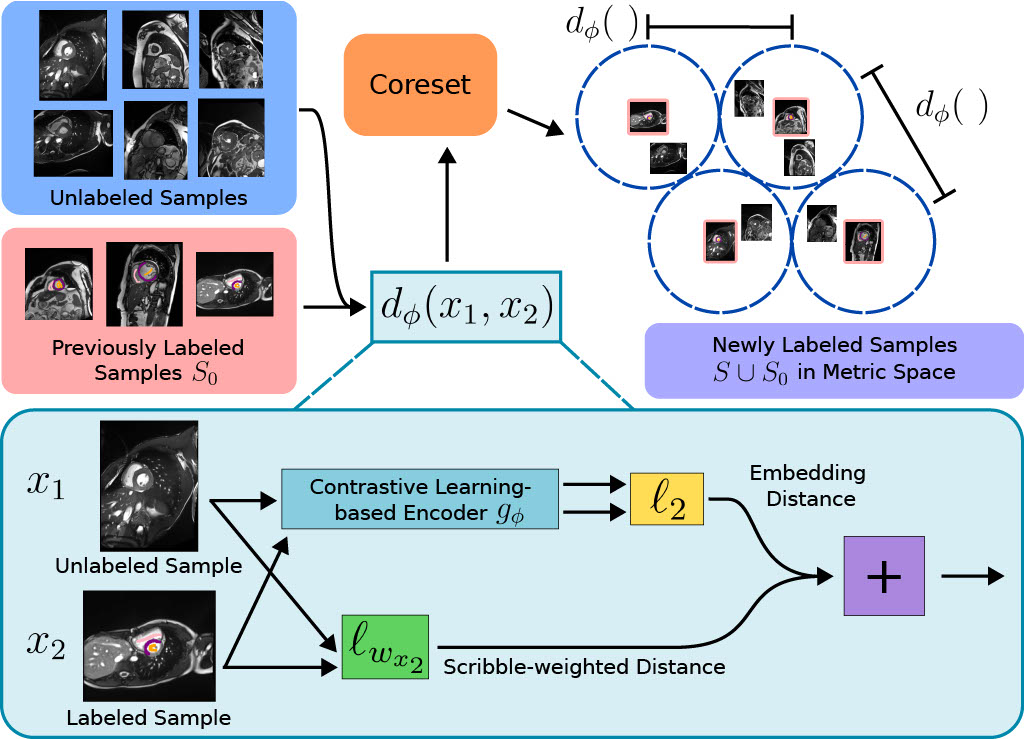 Unlabeled Samples
Previously Labeled
Samples $S_0$
Coreset
$d_\phi(\ )$
$d_\phi(\ )$
$d_\phi(x_1, x_2)$
Newly Labeled Samples
$S \cup S_0$ in Metric Space
$x_1$
Unlabeled Sample
$x_2$
Labeled Sample
Contrastive Learning-
based Encoder $g_\phi$
$\ell_2$
Embedding
Distance
$\ell_{w_{x_2}}$
Scribble-weighted Distance
+